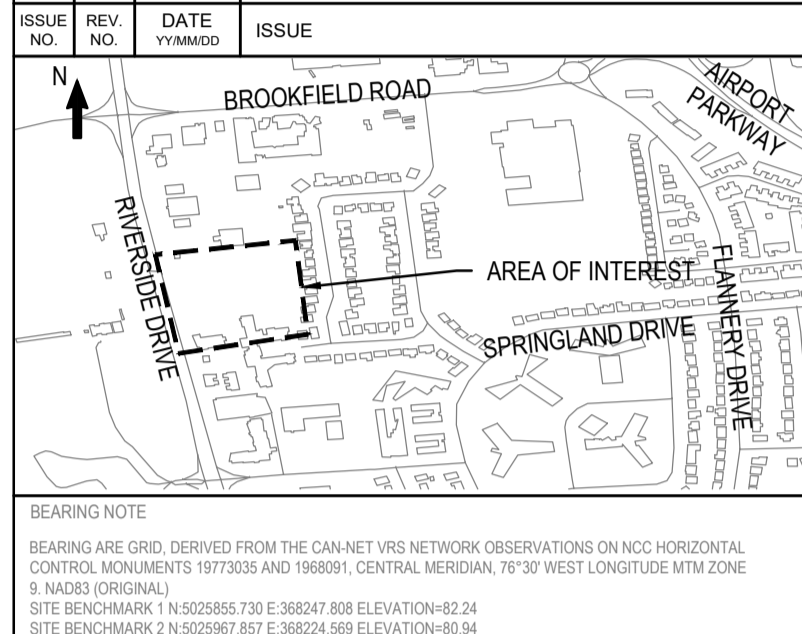 ISSUE NO.
REV. NO.
DATE
YY/MM/DD
ISSUE
N
BROOKFIELD ROAD
AIRPORT
PARKWAY
RIVERSIDE DRIVE
AREA OF INTEREST
FLANNERY DRIVE
SPRINGLAND DRIVE
BEARING NOTE
BEARING ARE GRID, DERIVED FROM THE CAN-NET VRS NETWORK OBSERVATIONS ON NCC HORIZONTAL
CONTROL MONUMENTS 19773035 AND 1968091, CENTRAL MERIDIAN, 76°30' WEST LONGITUDE MTM ZONE
9. NAD83 (ORIGINAL)
SITE BENCHMARK 1 N:5025855.730 E:368247.808 ELEVATION=82.24
SITE BENCHMARK 2 N:5025967.857 E:368224.569 ELEVATION=80.94